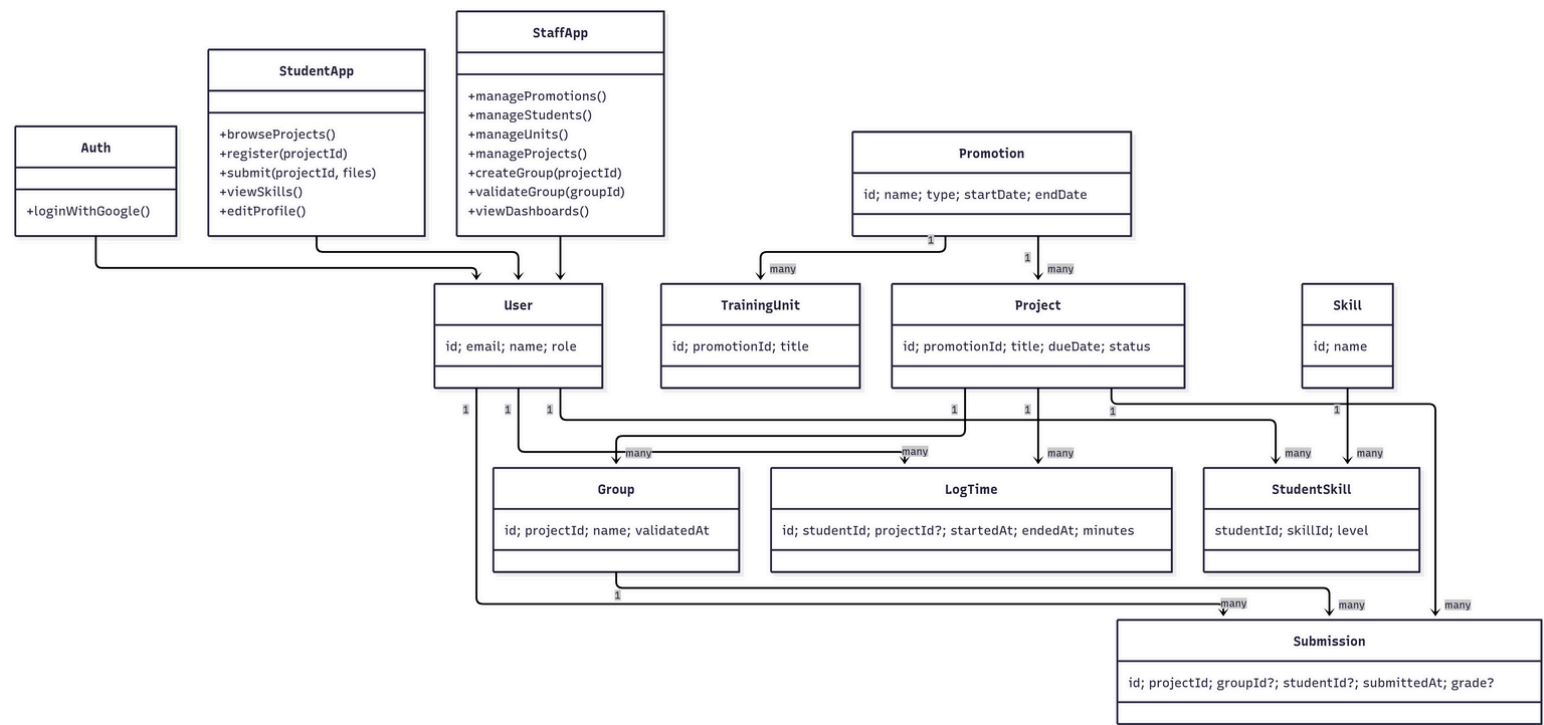 StaffApp
+managePromotions()
+manageStudents()
+manageUnits()
+manageProjects()
+createGroup(projectId)
+validateGroup(groupId)
+viewDashboards()
StudentApp
+browseProjects()
+register(projectId)
+submit(projectId, files)
+viewSkills()
+editProfile()
Auth
+loginWithGoogle()
Promotion
id; name; type; startDate; endDate
1
many
1
many
User
id; email; name; role
TrainingUnit
id; promotionId; title
Project
id; promotionId; title; dueDate; status
Skill
id; name
1
1
1
1
1
1
1
many
many
many
many
many
Group
id; projectId; name; validatedAt
LogTime
id; studentId; projectId?; startedAt; endedAt; minutes
StudentSkill
studentId; skillId; level
1
many
many
many
Submission
id; projectId; groupId?; studentId?; submittedAt; grade?